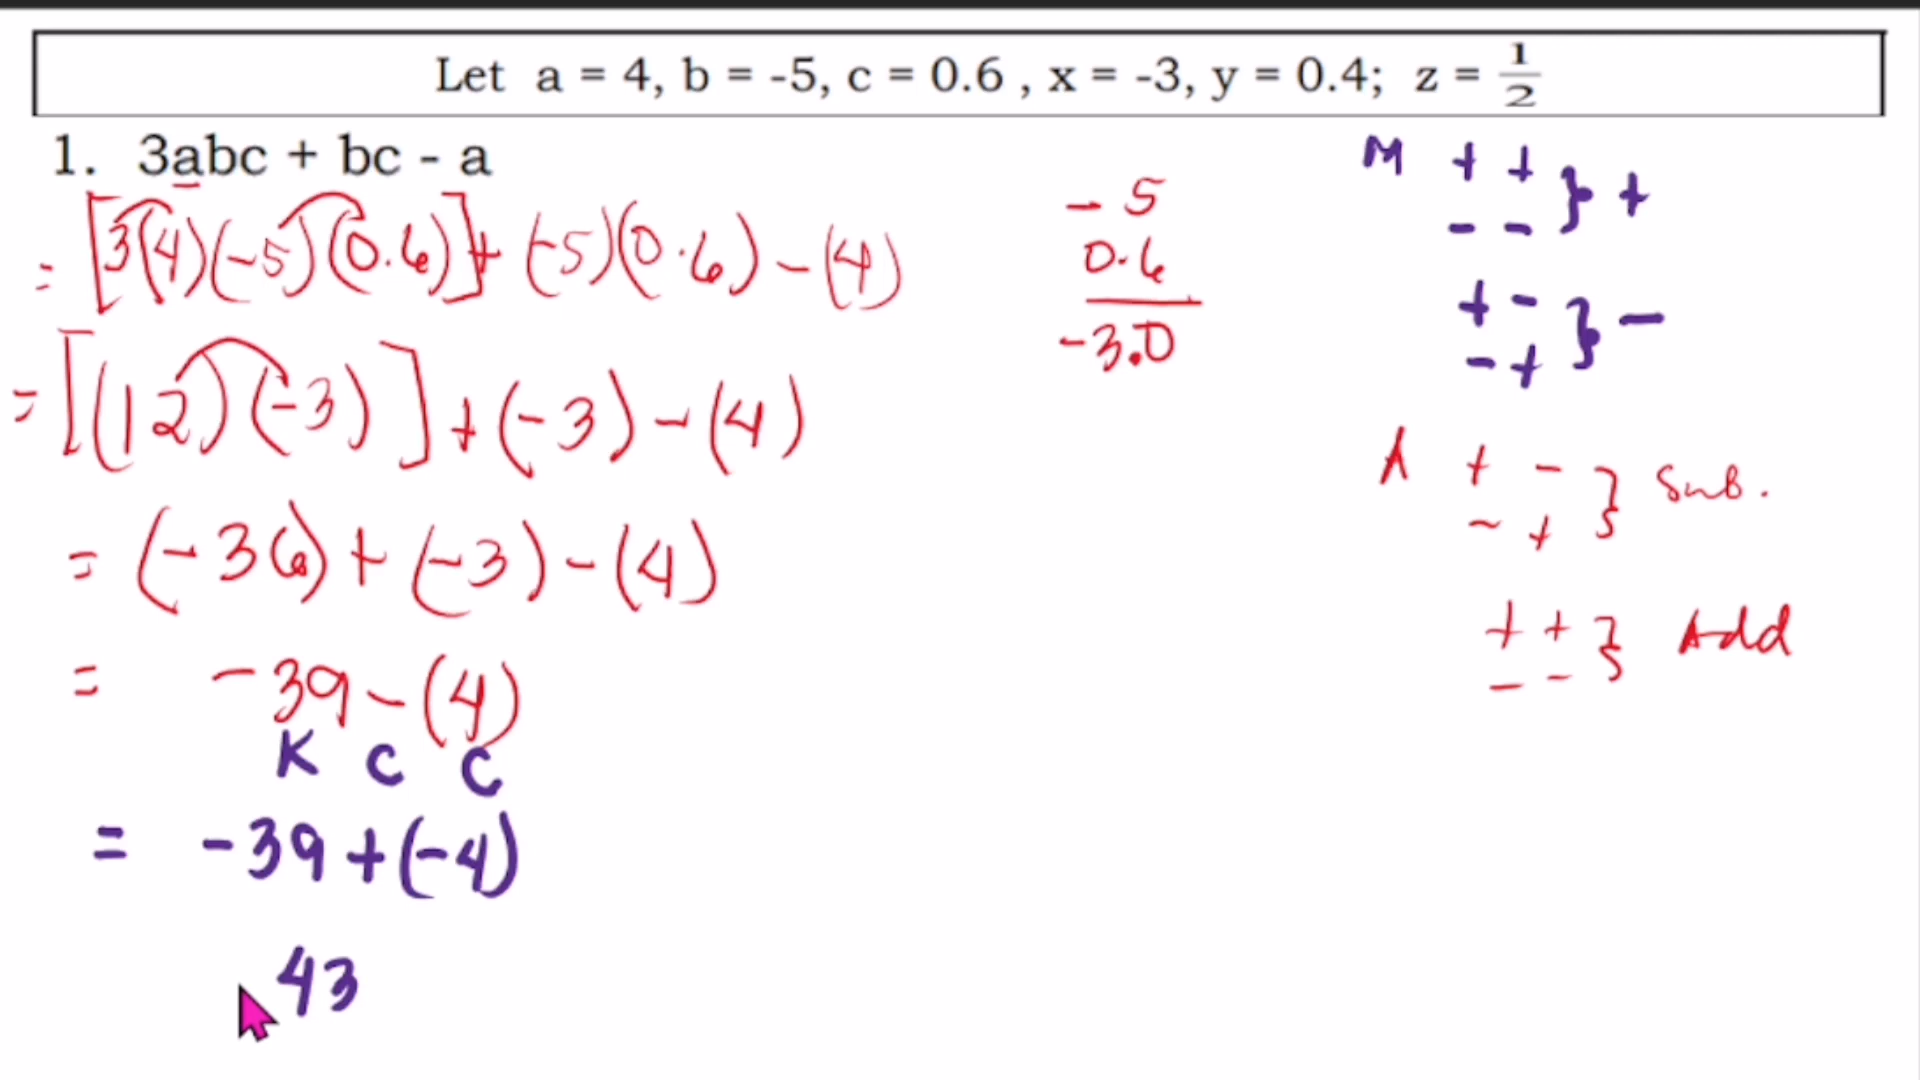 Let a = 4, b = -5, c = 0.6 , x = -3, y = 0.4; z = 1/2
1. 3abc + bc - a
= [3(4)(-5)(0.6)] + (-5)(0.6) - (4)
= [(12)(-3)] + (-3) - (4)
= (-36) + (-3) - (4)
= -39 - (4)
K C C
= -39 + (-4)
43
- 5
0.6
-3.0
M + + } +
- -
+ - } -
- +
A + - } Sub.
- +
+ + } Add
- -